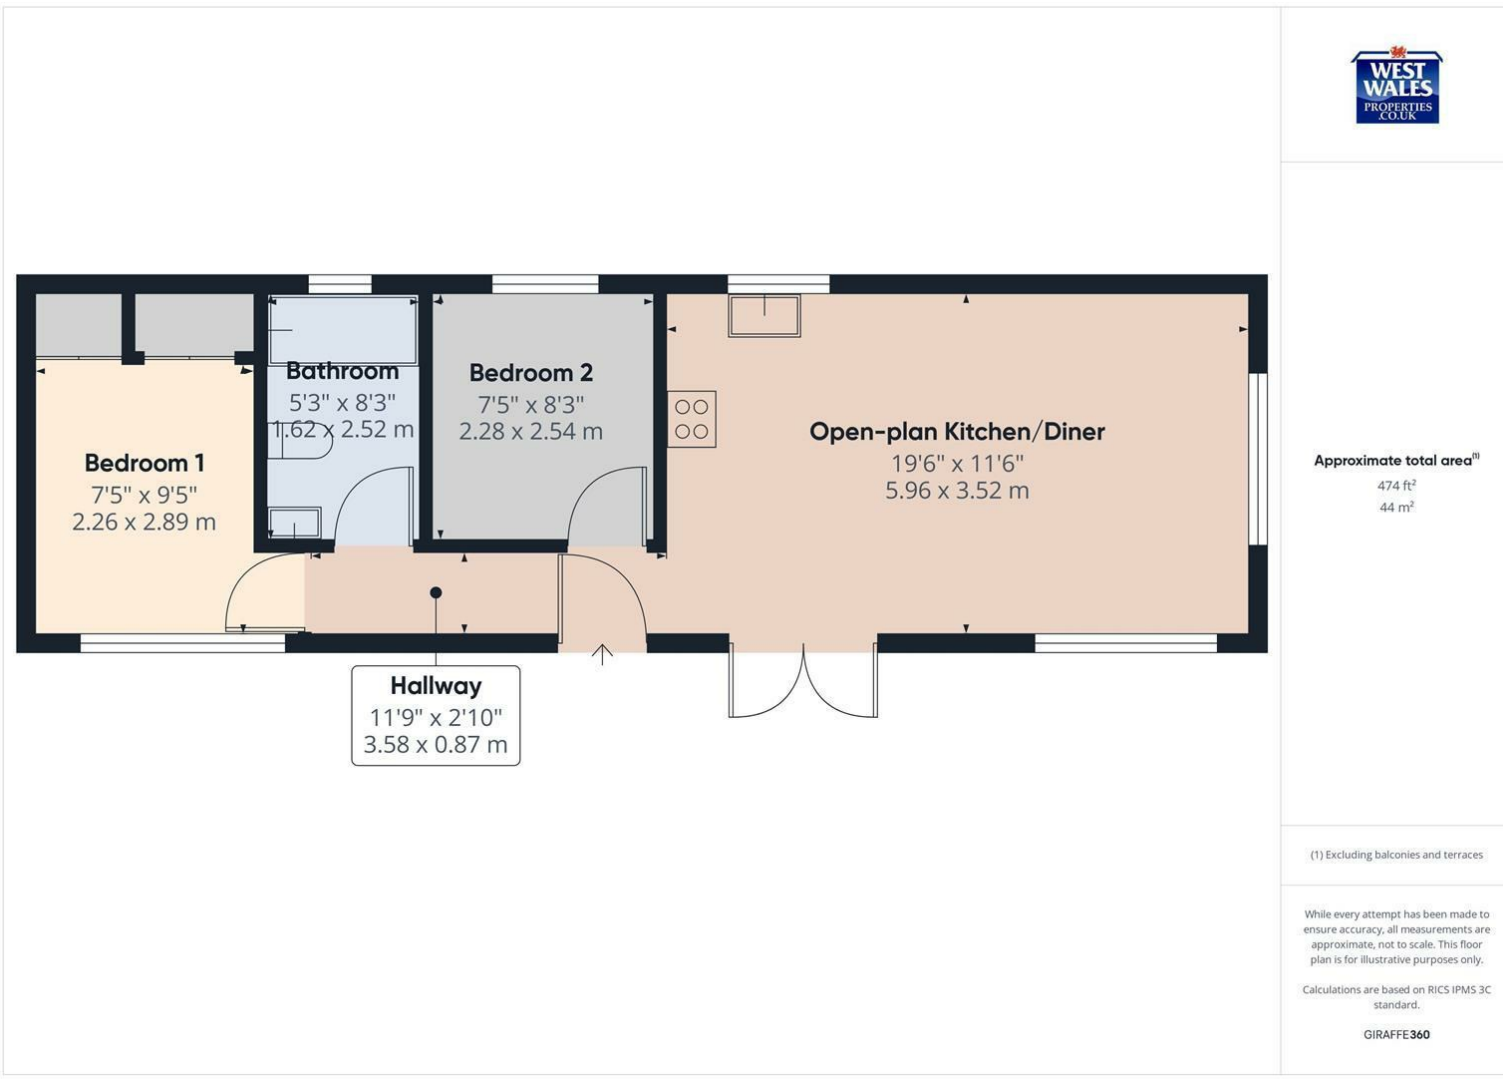 WEST
WALES
PROPERTIES
.CO.UK
Bathroom
5'3" x 8'3"
1.62 x 2.52 m
Bedroom 2
7'5" x 8'3"
2.28 x 2.54 m
Open-plan Kitchen/Diner
19'6" x 11'6"
5.96 x 3.52 m
Bedroom 1
7'5" x 9'5"
2.26 x 2.89 m
Hallway
11'9" x 2'10"
3.58 x 0.87 m
Approximate total area⁽¹⁾
474 ft²
44 m²
(1) Excluding balconies and terraces
While every attempt has been made to
ensure accuracy, all measurements are
approximate, not to scale. This floor
plan is for illustrative purposes only.
Calculations are based on RICS IPMS 3C
standard.
GIRAFFE360